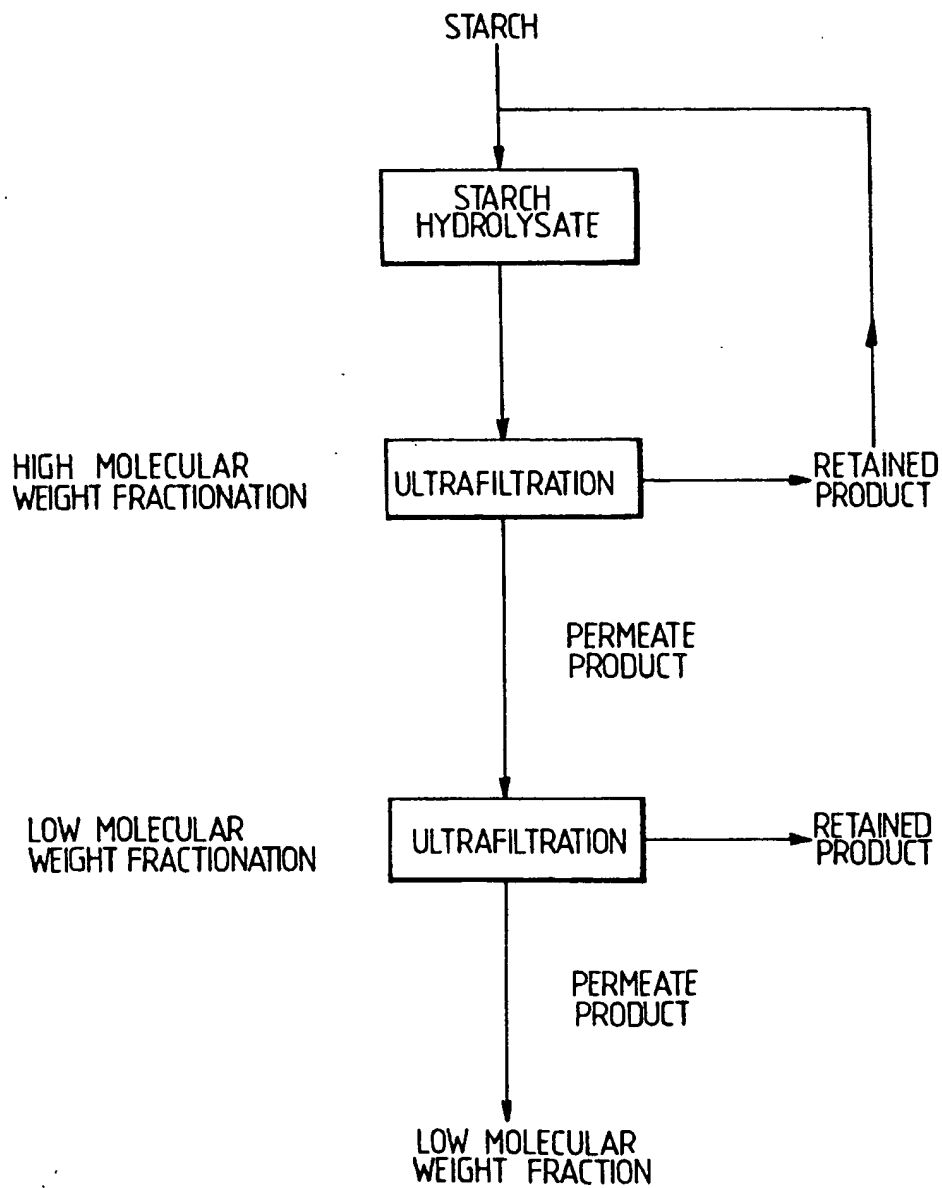 STARCH
STARCH
HYDROLYSATE
HIGH MOLECULAR
WEIGHT FRACTIONATION
ULTRAFILTRATION
RETAINED
PRODUCT
PERMEATE
PRODUCT
LOW MOLECULAR
WEIGHT FRACTIONATION
ULTRAFILTRATION
RETAINED
PRODUCT
PERMEATE
PRODUCT
LOW MOLECULAR
WEIGHT FRACTION